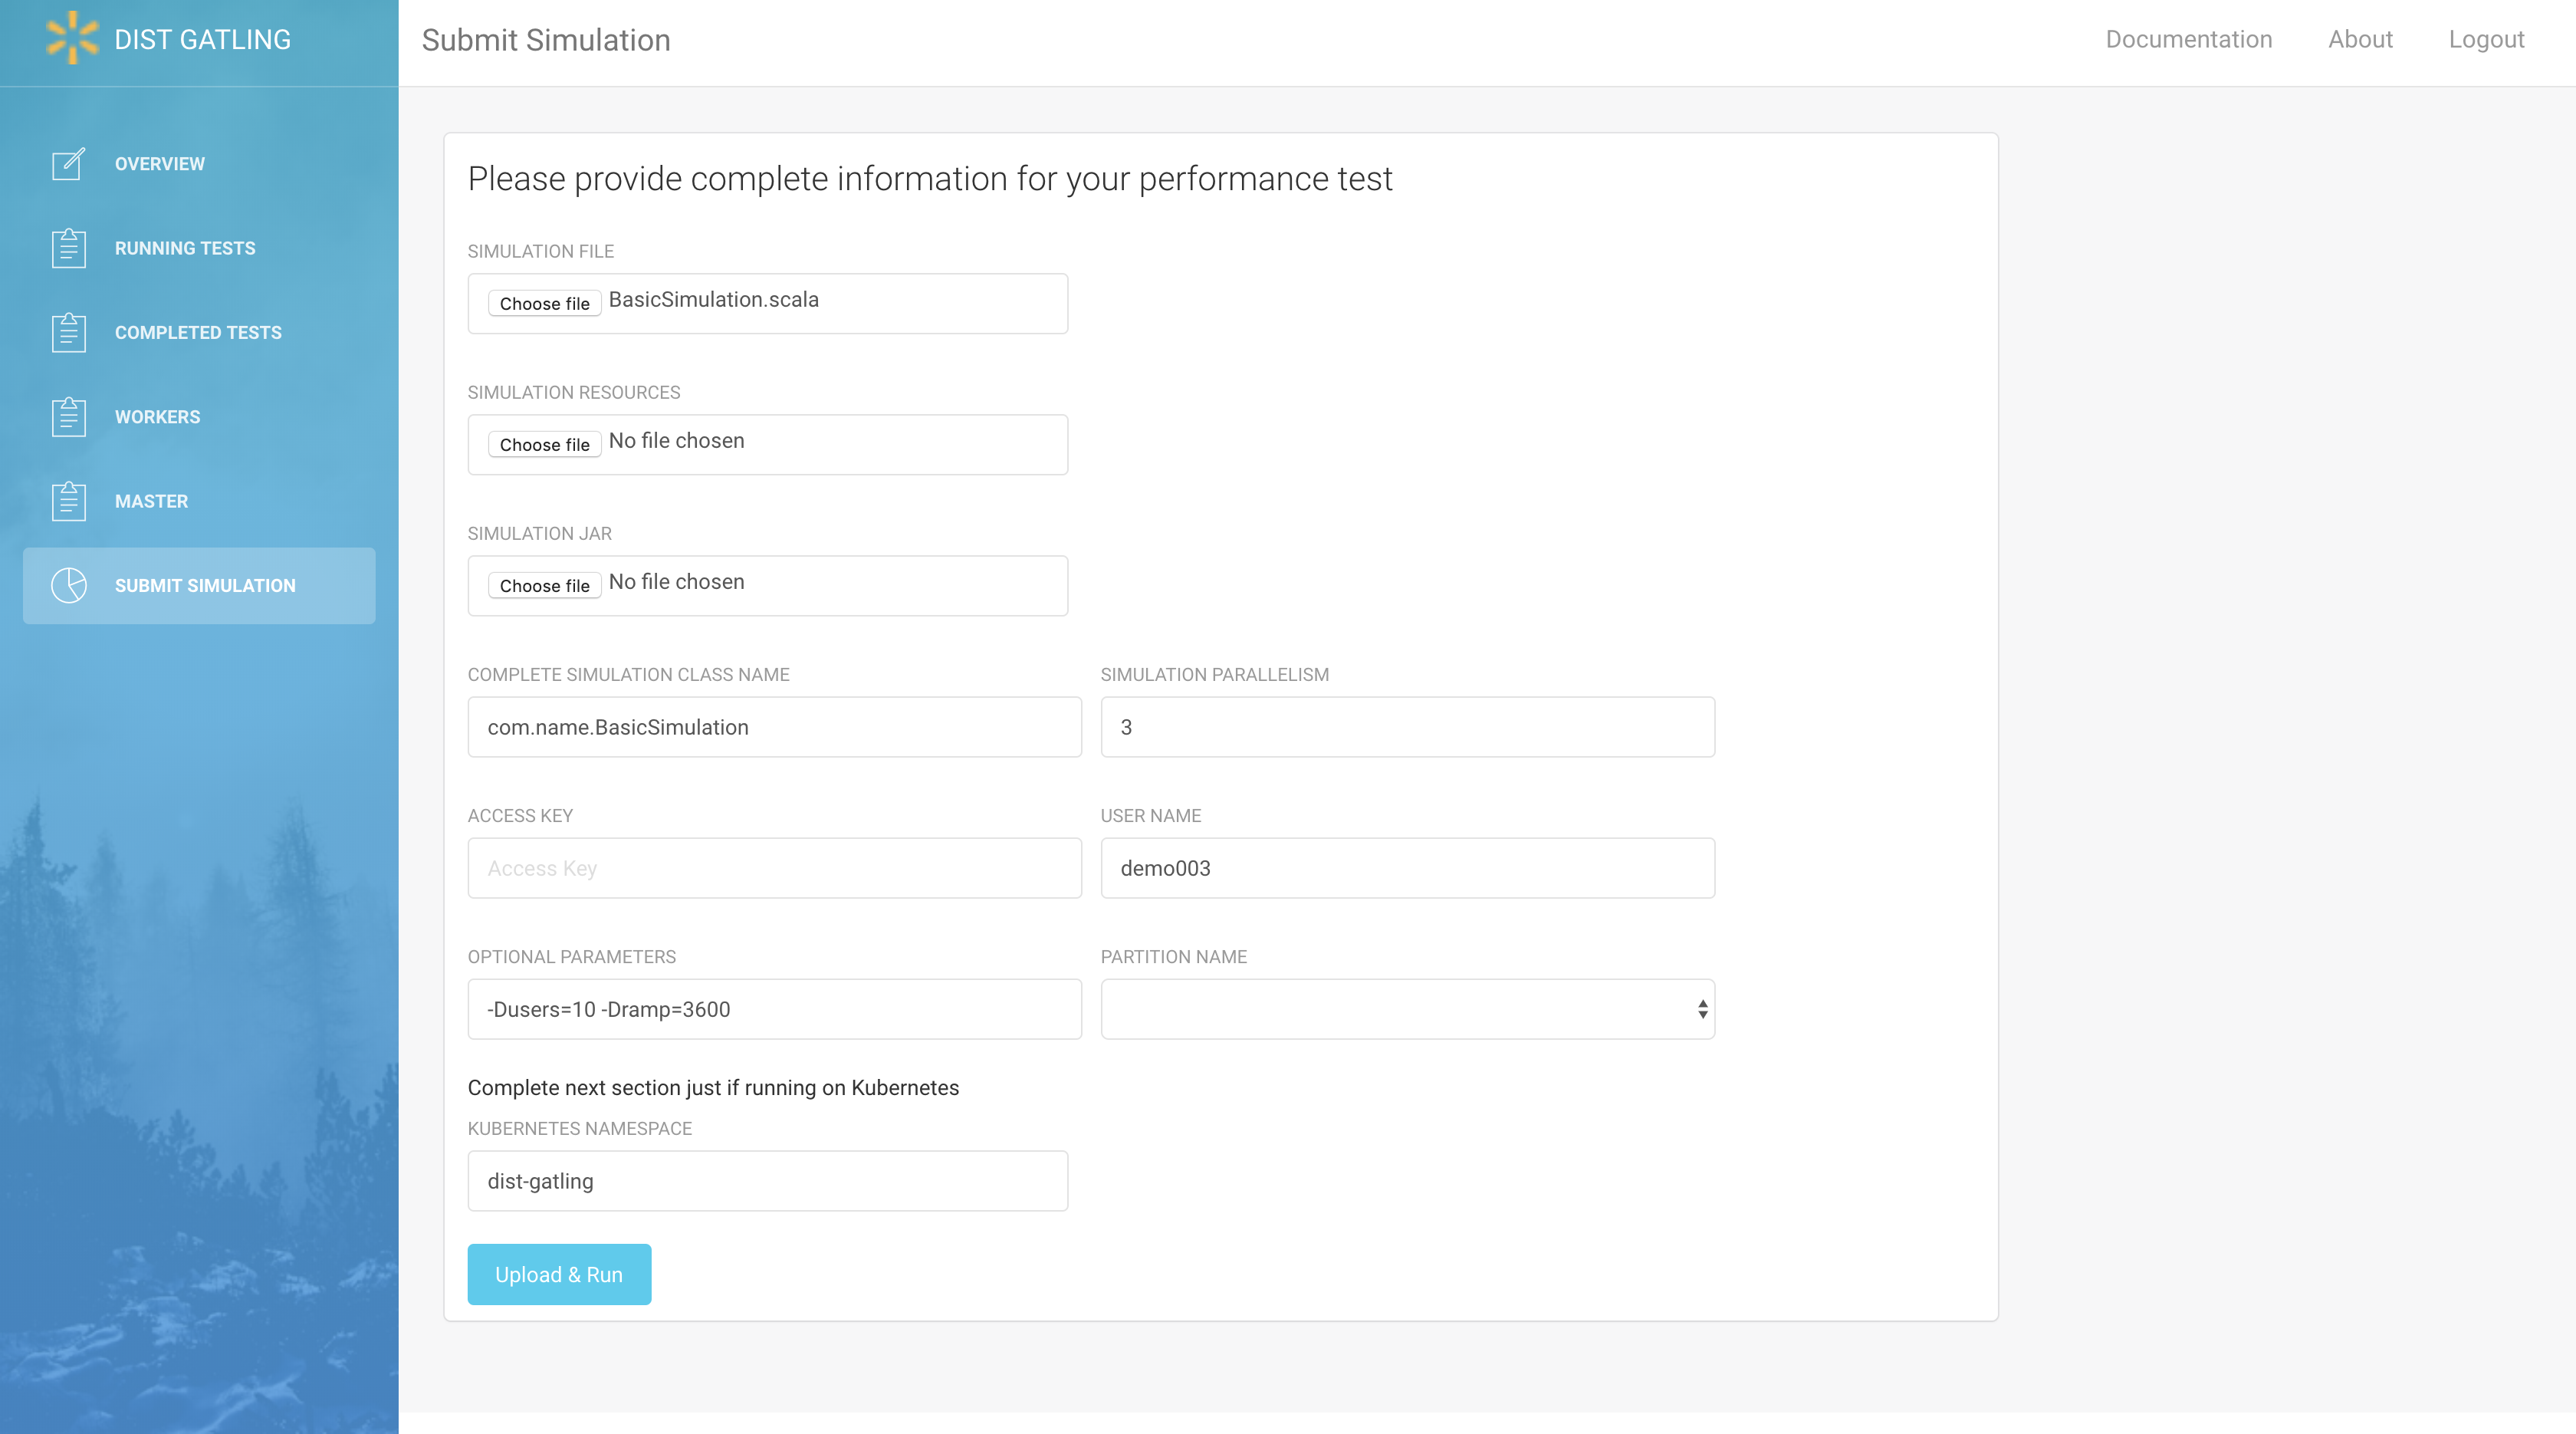 DIST GATLING
Submit Simulation
Documentation
About
Logout
OVERVIEW
RUNNING TESTS
COMPLETED TESTS
WORKERS
MASTER
SUBMIT SIMULATION
Please provide complete information for your performance test
SIMULATION FILE
Choose file BasicSimulation.scala
SIMULATION RESOURCES
Choose file No file chosen
SIMULATION JAR
Choose file No file chosen
COMPLETE SIMULATION CLASS NAME
com.name.BasicSimulation
SIMULATION PARALLELISM
3
ACCESS KEY
Access Key
USER NAME
demo003
OPTIONAL PARAMETERS
-Dusers=10 -Dramp=3600
PARTITION NAME
Complete next section just if running on Kubernetes
KUBERNETES NAMESPACE
dist-gatling
Upload & Run